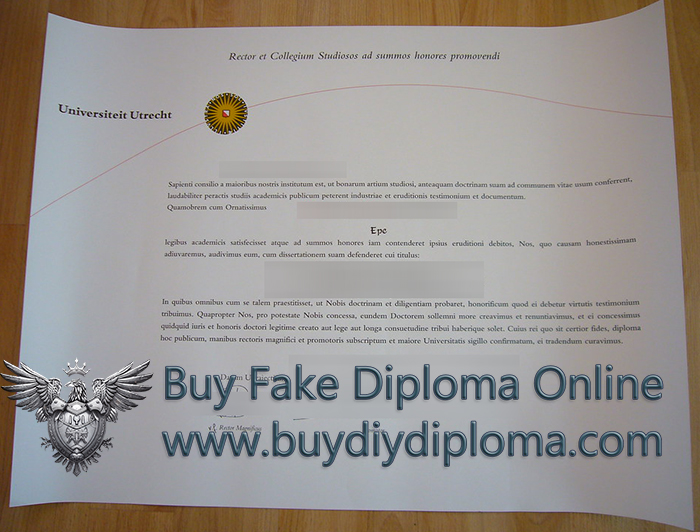 Rector et Collegium Studiosos ad summos honores promovendi
Universiteit Utrecht
Sapienti consilio a maioribus nostris institutum est, ut bonarum artium studiosi, anteaquam doctrinam suam ad communem vitae usum conferrent,
laudabiliter peractis studiis academicis publicum peterent industriae et eruditionis testimonium et documentum.
Quamobrem cum Ornatissimus
Epe
legibus academicis satisfecisset atque ad summos honores iam contenderet ipsius eruditioni debitos, Nos, quo causam honestissimam
adiuvaremus, audivimus eum, cum dissertationem suam defenderet cui titulus:
In quibus omnibus cum se talem praestitisset, ut Nobis doctrinam et diligentiam probaret, honorificum quod ei debetur virtutis testimonium
tribuimus. Quapropter Nos, pro potestate Nobis concessa, eundem Doctorem sollemni more creavimus et renuntiavimus, et ei concessimus
quidquid iuris et honoris doctori legitime creato aut lege aut longa consuetudine tribui haberique solet. Cuius rei quo sit certior fides, diploma
hoc publicum, manibus rectoris magnifici et promotoris subscriptum et maiore Universitatis sigillo confirmatum, ei tradendum curavimus.
Buy Fake Diploma Online
Rector Magnificus
www.buydiydiploma.com